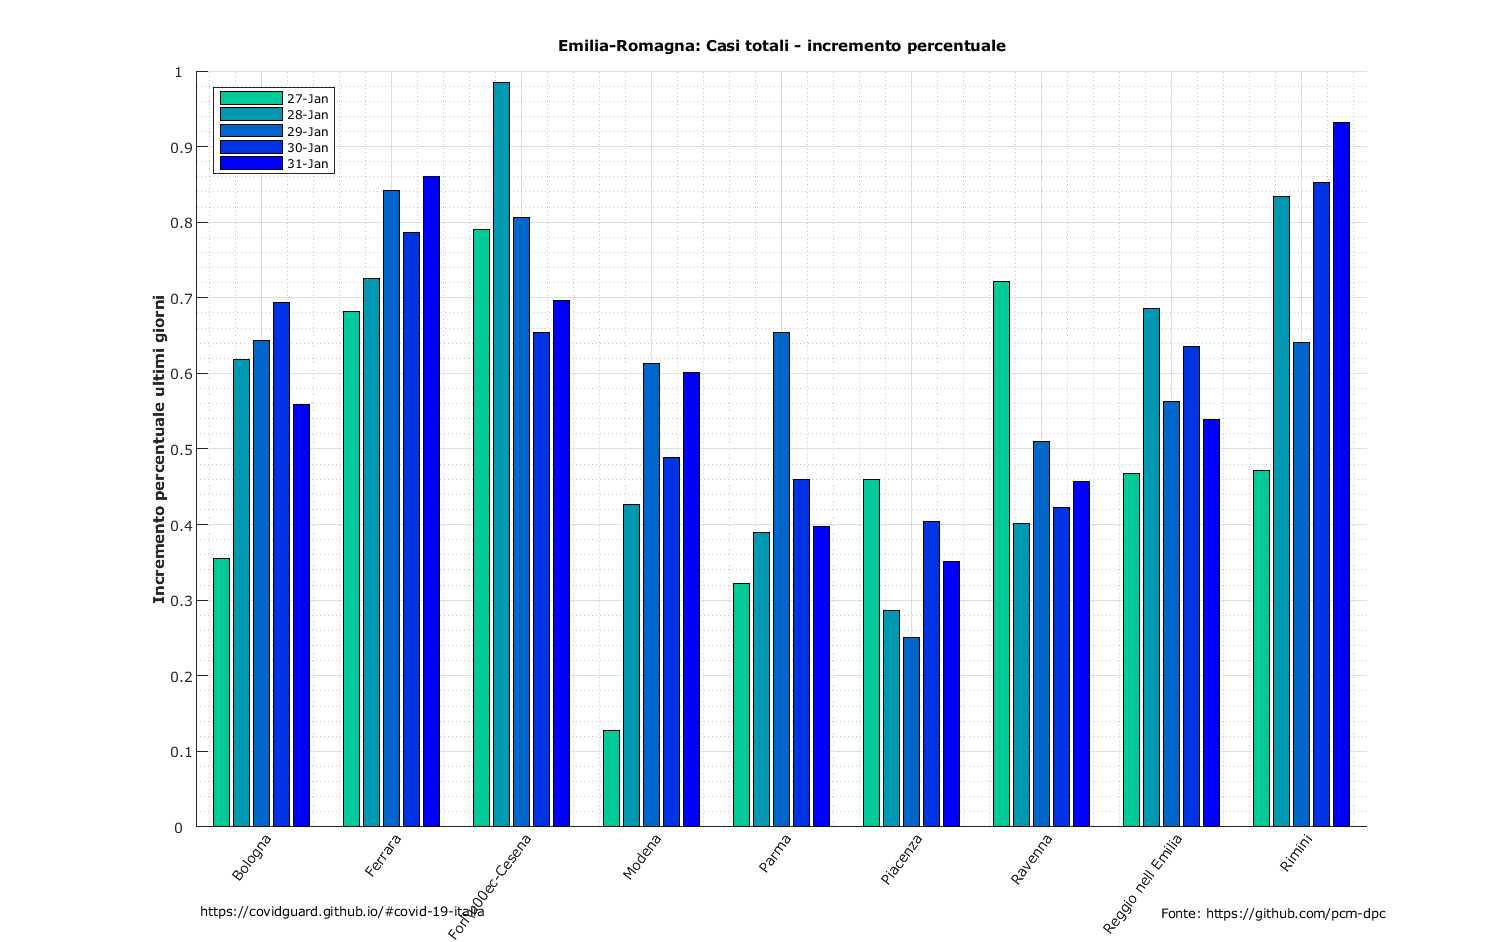 Emilia-Romagna: Casi totali - incremento percentuale
Incremento percentuale ultimi giorni
1
0.9
0.8
0.7
0.6
0.5
0.4
0.3
0.2
0.1
0
27-Jan
28-Jan
29-Jan
30-Jan
31-Jan
Bologna
Ferrara
Forl\u00ec-Cesena
Modena
Parma
Piacenza
Ravenna
Reggio nell Emilia
Rimini
https://covidguard.github.io/#covid-19-italia
Fonte: https://github.com/pcm-dpc